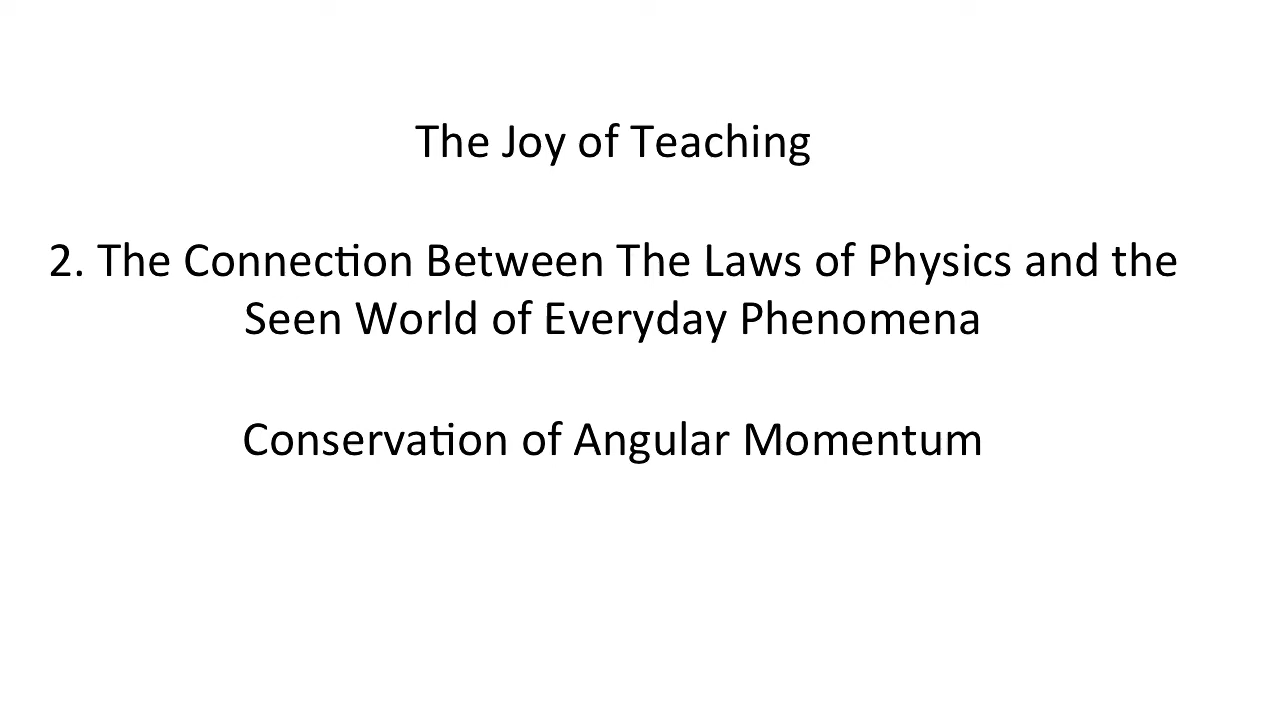 The Joy of Teaching
2. The Connection Between The Laws of Physics and the
Seen World of Everyday Phenomena
Conservation of Angular Momentum